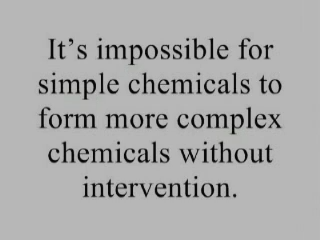 It’s impossible for
simple chemicals to
form more complex
chemicals without
intervention.